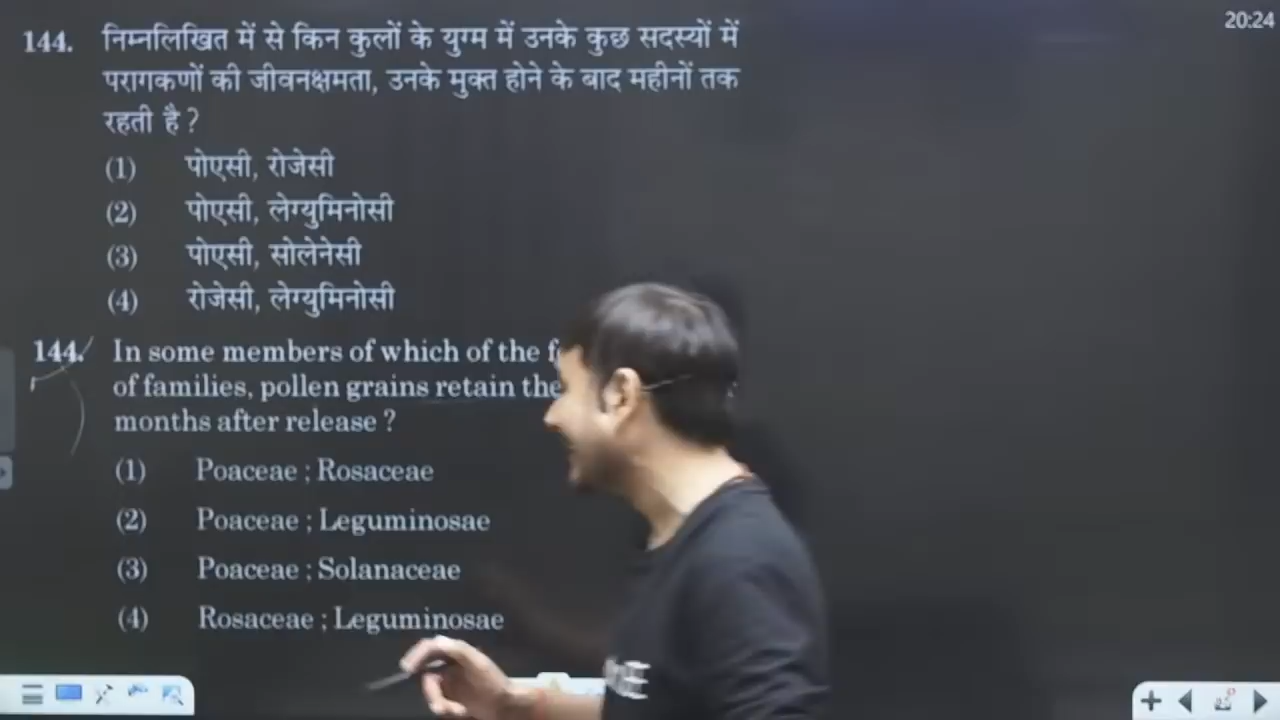 20:24
144. निम्नलिखित में से किन कुलों के युग्म में उनके कुछ सदस्यों में
परागकणों की जीवनक्षमता, उनके मुक्त होने के बाद महीनों तक
रहती है ?
(1) पोएसी, रोजेसी
(2) पोएसी, लेग्युमिनोसी
(3) पोएसी, सोलेनेसी
(4) रोजेसी, लेग्युमिनोसी
144. In some members of which of the
of families, pollen grains retain
months after release ?
(1) Poaceae ; Rosaceae
(2) Poaceae ; Leguminosae
(3) Poaceae ; Solanaceae
(4) Rosaceae ; Leguminosae